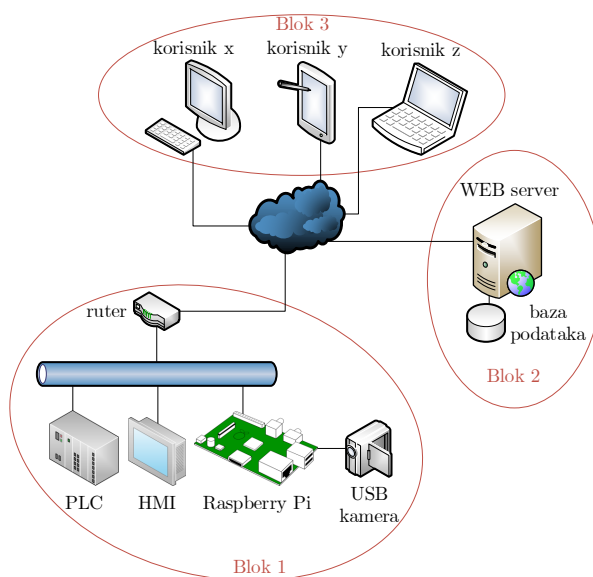 Blok 3
korisnik x
korisnik y
korisnik z
WEB server
ruter
baza
podataka
Blok 2
PLC
HMI
Raspberry Pi
USB
kamera
Blok 1